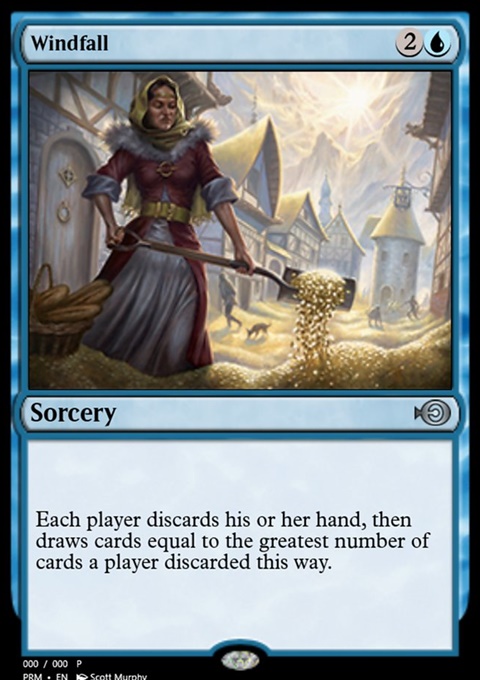 Windfall 2
Sorcery
Each player discards his or her hand, then
draws cards equal to the greatest number of
cards a player discarded this way.
000 / 000 P
PRM • EN Scott Murphy